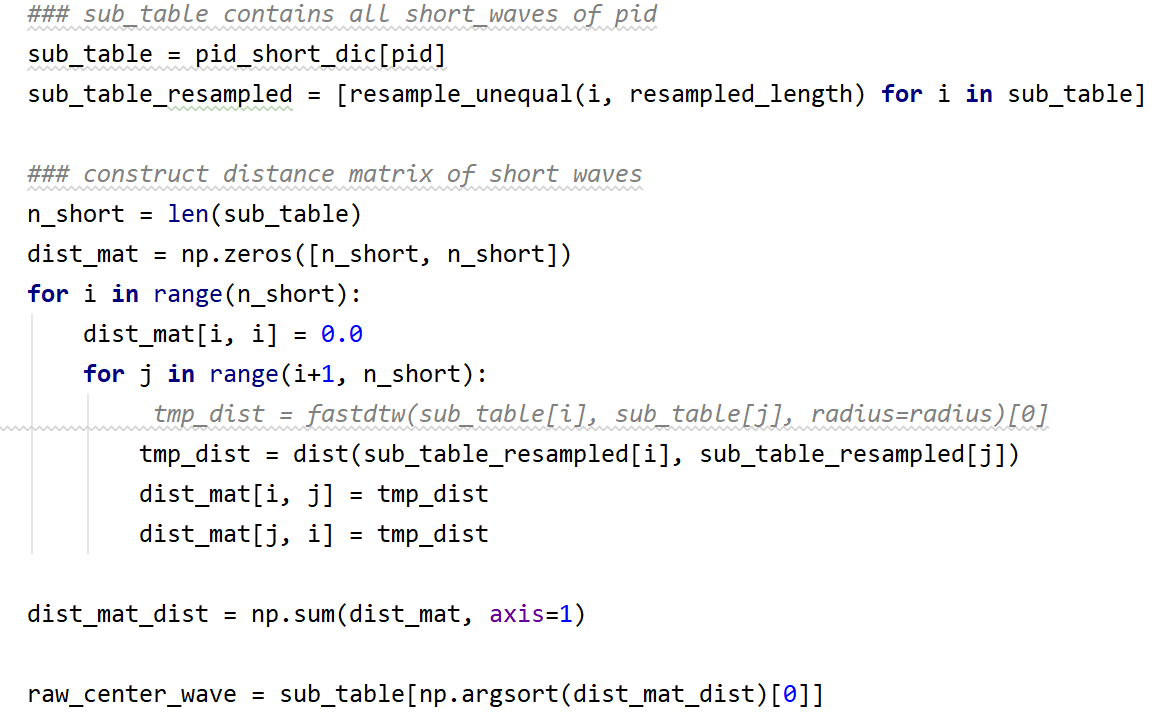 ### sub_table contains all short_waves of pid
sub_table = pid_short_dic[pid]
sub_table_resampled = [resample_unequal(i, resampled_length) for i in sub_table]
### construct distance matrix of short waves
n_short = len(sub_table)
dist_mat = np.zeros([n_short, n_short])
for i in range(n_short):
    dist_mat[i, i] = 0.0
    for j in range(i+1, n_short):
         tmp_dist = fastdtw(sub_table[i], sub_table[j], radius=radius)[0]
        tmp_dist = dist(sub_table_resampled[i], sub_table_resampled[j])
        dist_mat[i, j] = tmp_dist
        dist_mat[j, i] = tmp_dist
dist_mat_dist = np.sum(dist_mat, axis=1)
raw_center_wave = sub_table[np.argsort(dist_mat_dist)[0]]